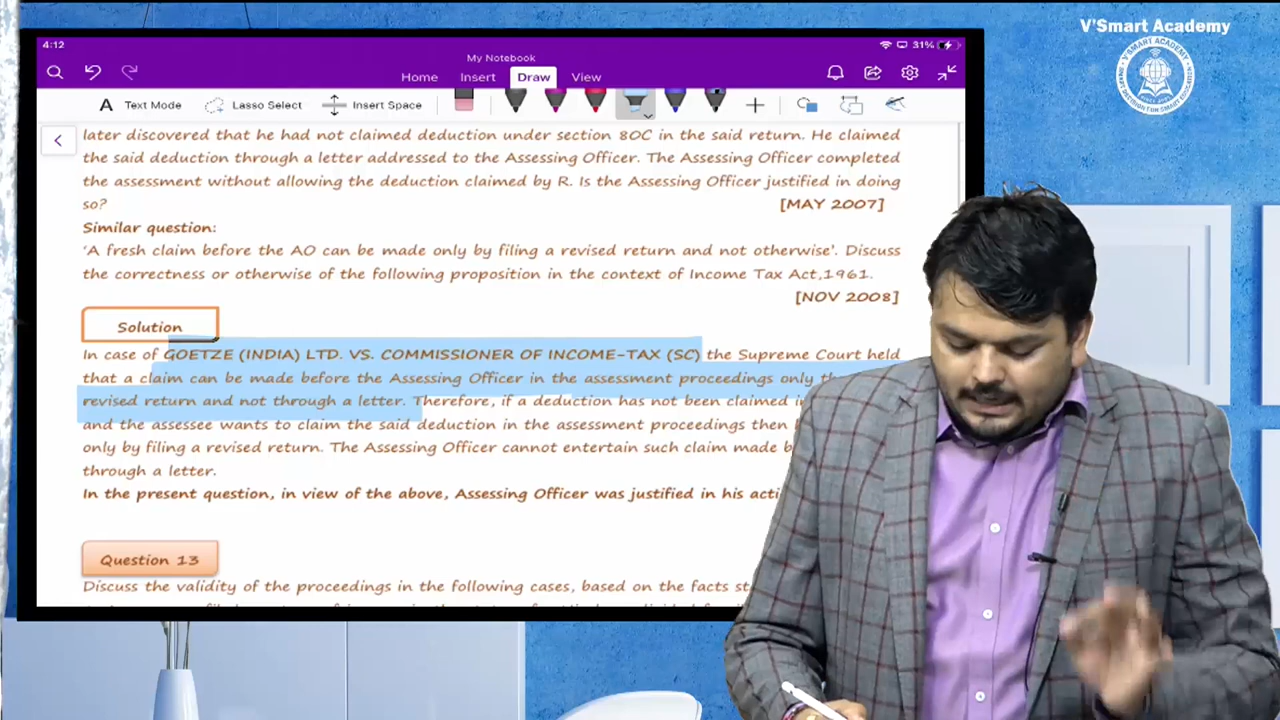 V'Smart Academy
V'SMART ACADEMY
4:12
31%
My Notebook
Home Insert Draw View
Text Mode Lasso Select Insert Space
later discovered that he had not claimed deduction under section 80C in the said return. He claimed
the said deduction through a letter addressed to the Assessing Officer. The Assessing Officer completed
the assessment without allowing the deduction claimed by R. Is the Assessing Officer justified in doing
so? [MAY 2007]
Similar question:
'A fresh claim before the AO can be made only by filing a revised return and not otherwise'. Discuss
the correctness or otherwise of the following proposition in the context of Income Tax Act,1961.
[NOV 2008]
Solution
In case of GOETZE (INDIA) LTD. VS. COMMISSIONER OF INCOME-TAX (SC) the Supreme Court held
that a claim can be made before the Assessing Officer in the assessment proceedings only
revised return and not through a letter. Therefore, if a deduction has not been claimed
and the assessee wants to claim the said deduction in the assessment proceedings then
only by filing a revised return. The Assessing Officer cannot entertain such claim made
through a letter.
In the present question, in view of the above, Assessing Officer was justified in his
Question 13
Discuss the validity of the proceedings in the following cases, based on the facts